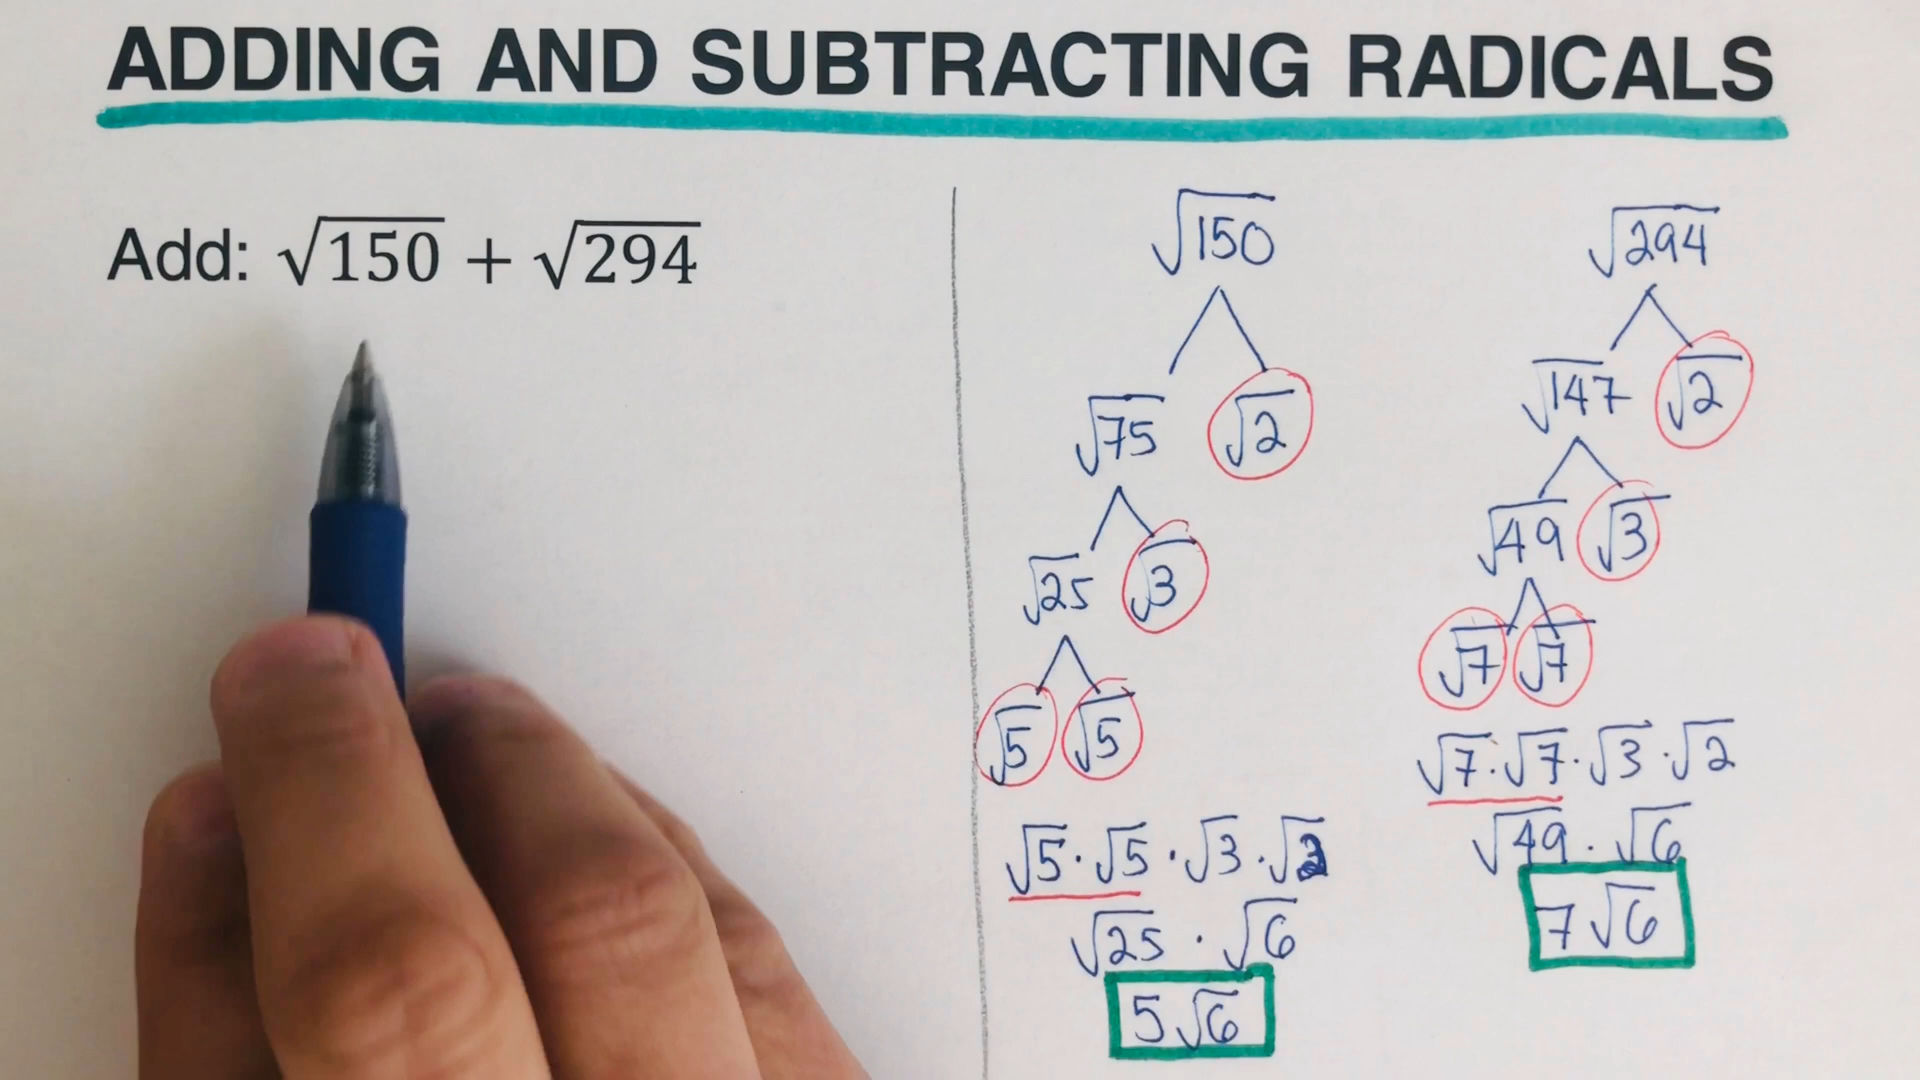 ADDING AND SUBTRACTING RADICALS
Add: √150 + √294
√150
√75 √2
√25 √3
√5 √5
√5 · √5 · √3 · √2
√25 · √6
5√6
√294
√147 √2
√49 √3
√7 √7
√7 · √7 · √3 · √2
√49 · √6
7√6